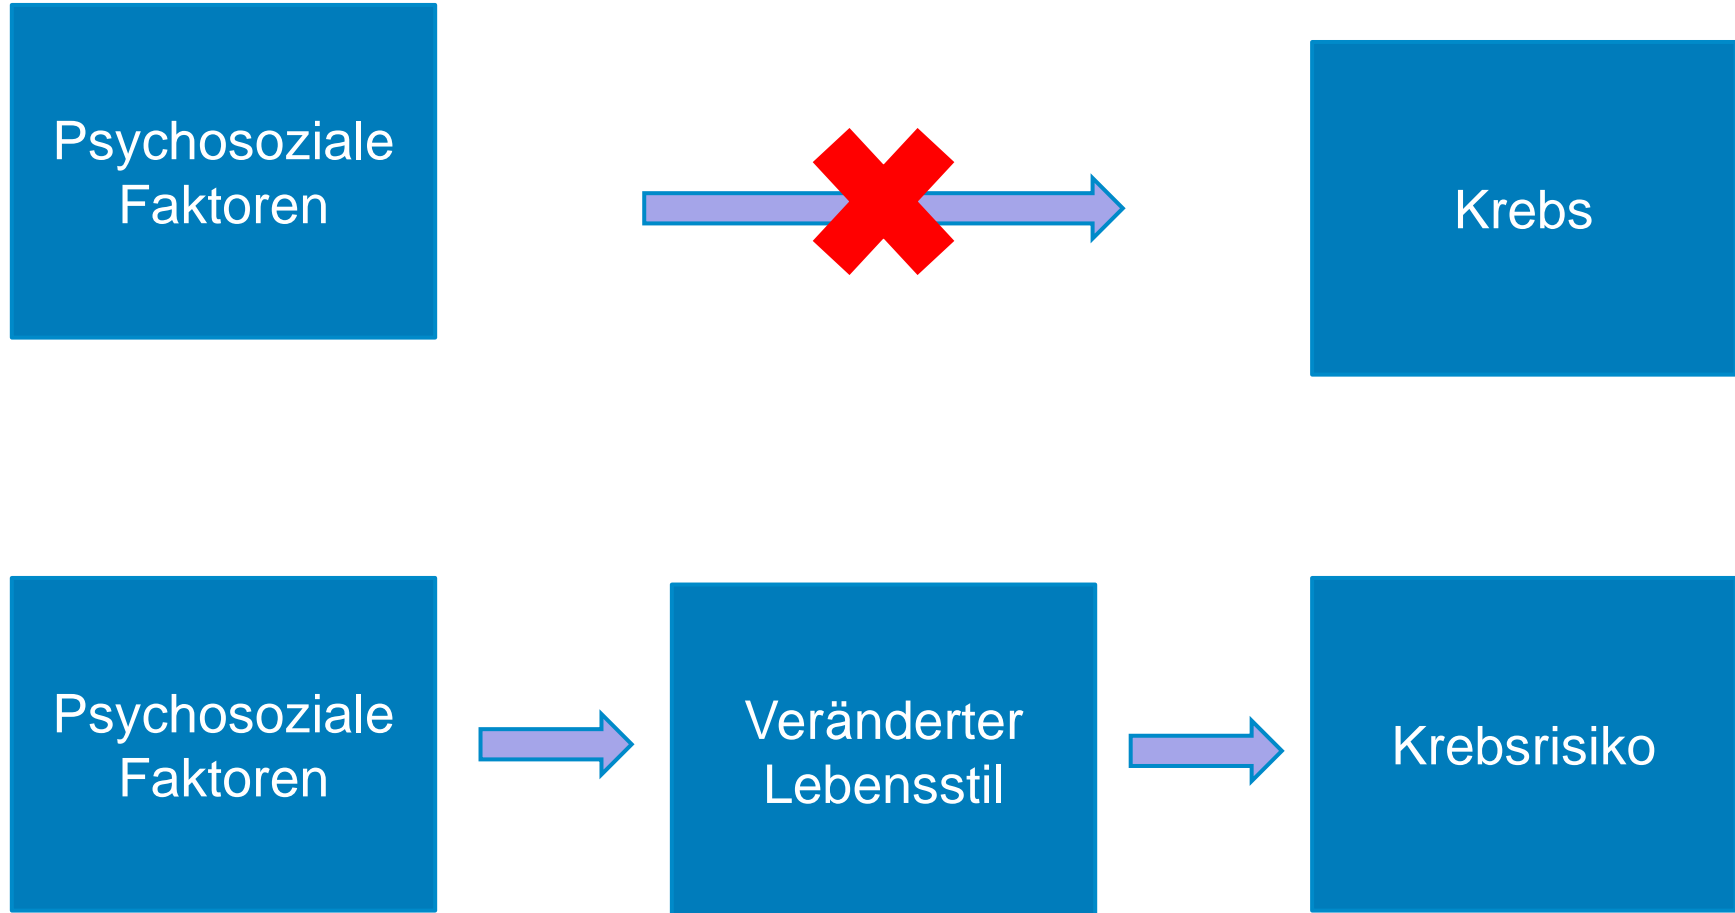 Psychosoziale
Faktoren
Krebs
Psychosoziale
Faktoren
Veränderter
Lebensstil
Krebsrisiko